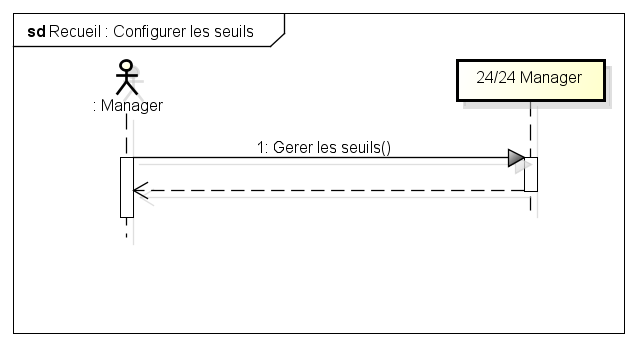 sd Recueil : Configurer les seuils
: Manager
24/24 Manager
1: Gerer les seuils()